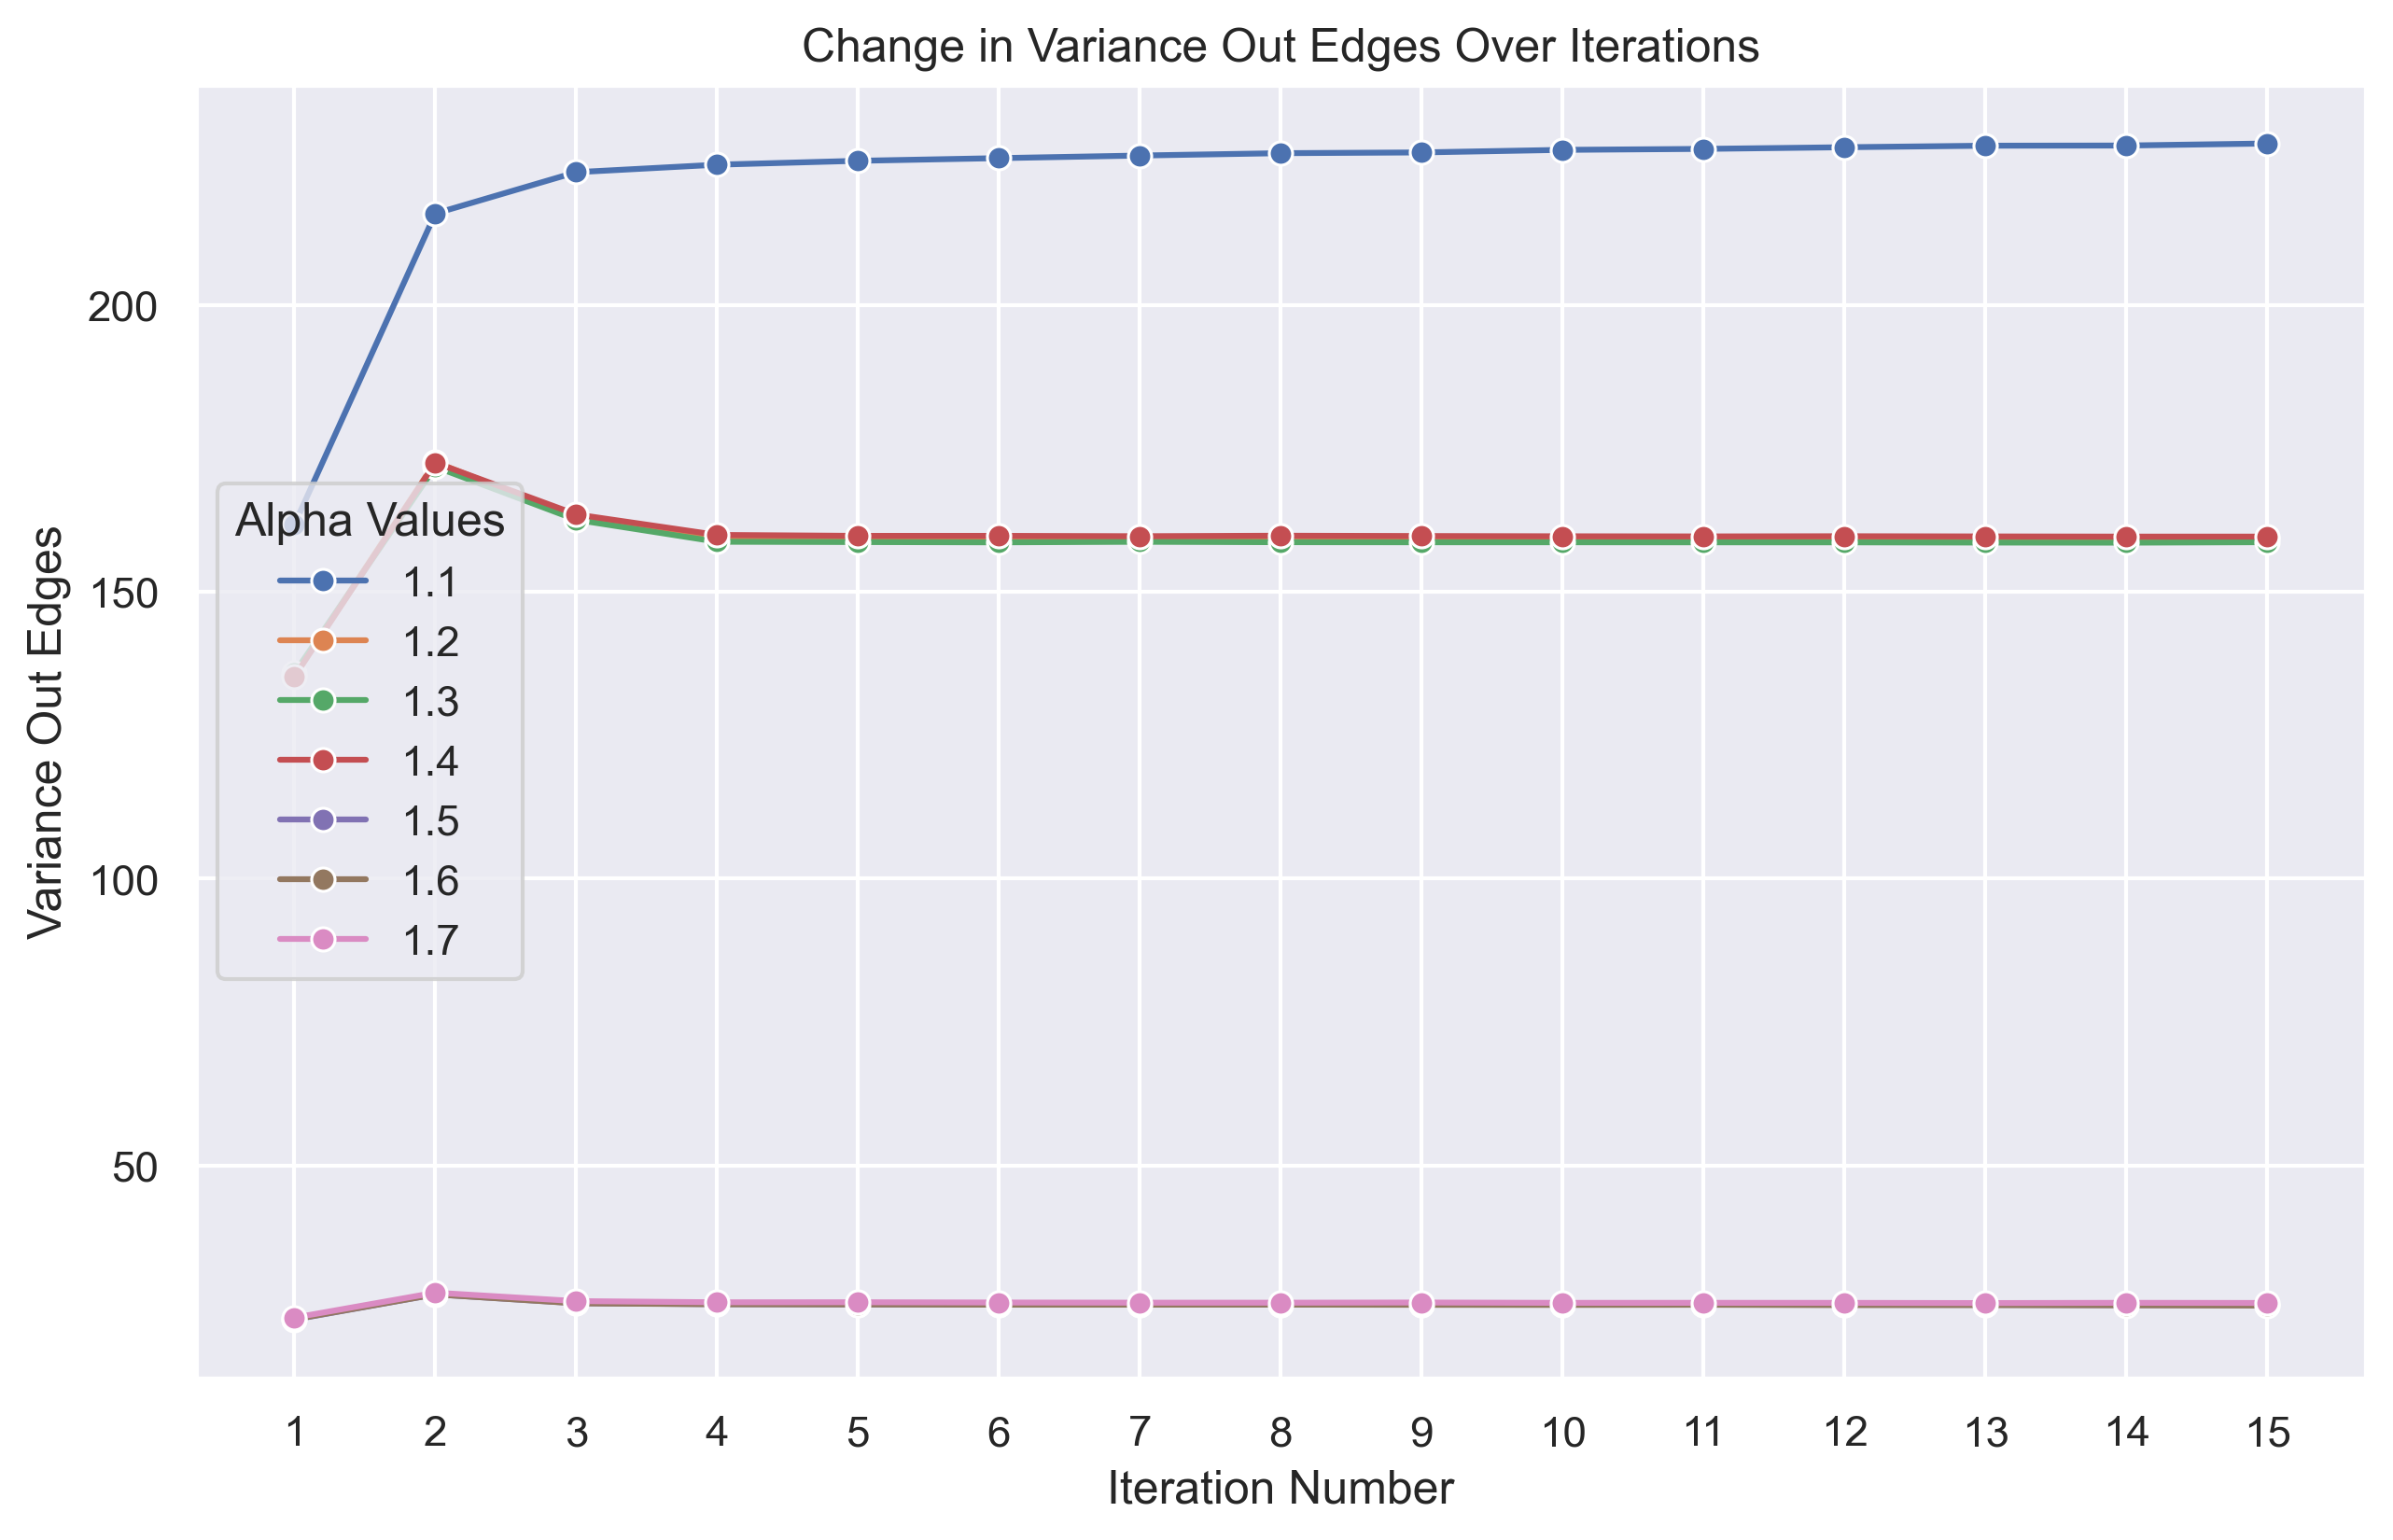 Change in Variance Out Edges Over Iterations
Variance Out Edges
200
150
100
50
Alpha Values
1.1
1.2
1.3
1.4
1.5
1.6
1.7
1 2 3 4 5 6 7 8 9 10 11 12 13 14 15
Iteration Number